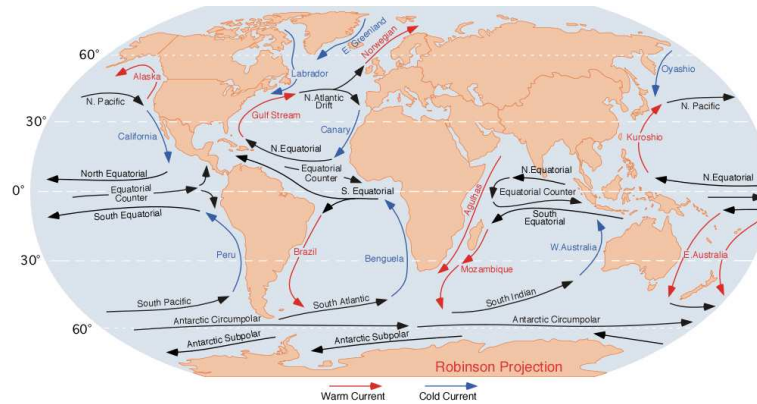 E. Greenland
Norwegian
60°
Alaska
Labrador
Oyashio
N. Pacific
N. Atlantic
Drift
N. Pacific
Gulf Stream
30°
California
Canary
Kuroshio
N.Equatorial
North Equatorial
Equatorial
Counter
N.Equatorial
N.Equatorial
0°
Equatorial
Counter
S. Equatorial
Agulhas
Equatorial Counter
South Equatorial
South
Equatorial
Peru
Brazil
Benguela
W.Australia
E.Australia
30°
Mozambique
South Pacific
South Atlantic
South Indian
Antarctic Circumpolar
Antarctic Circumpolar
60°
Antarctic Subpolar
Antarctic Subpolar
Robinson Projection
Warm Current
Cold Current